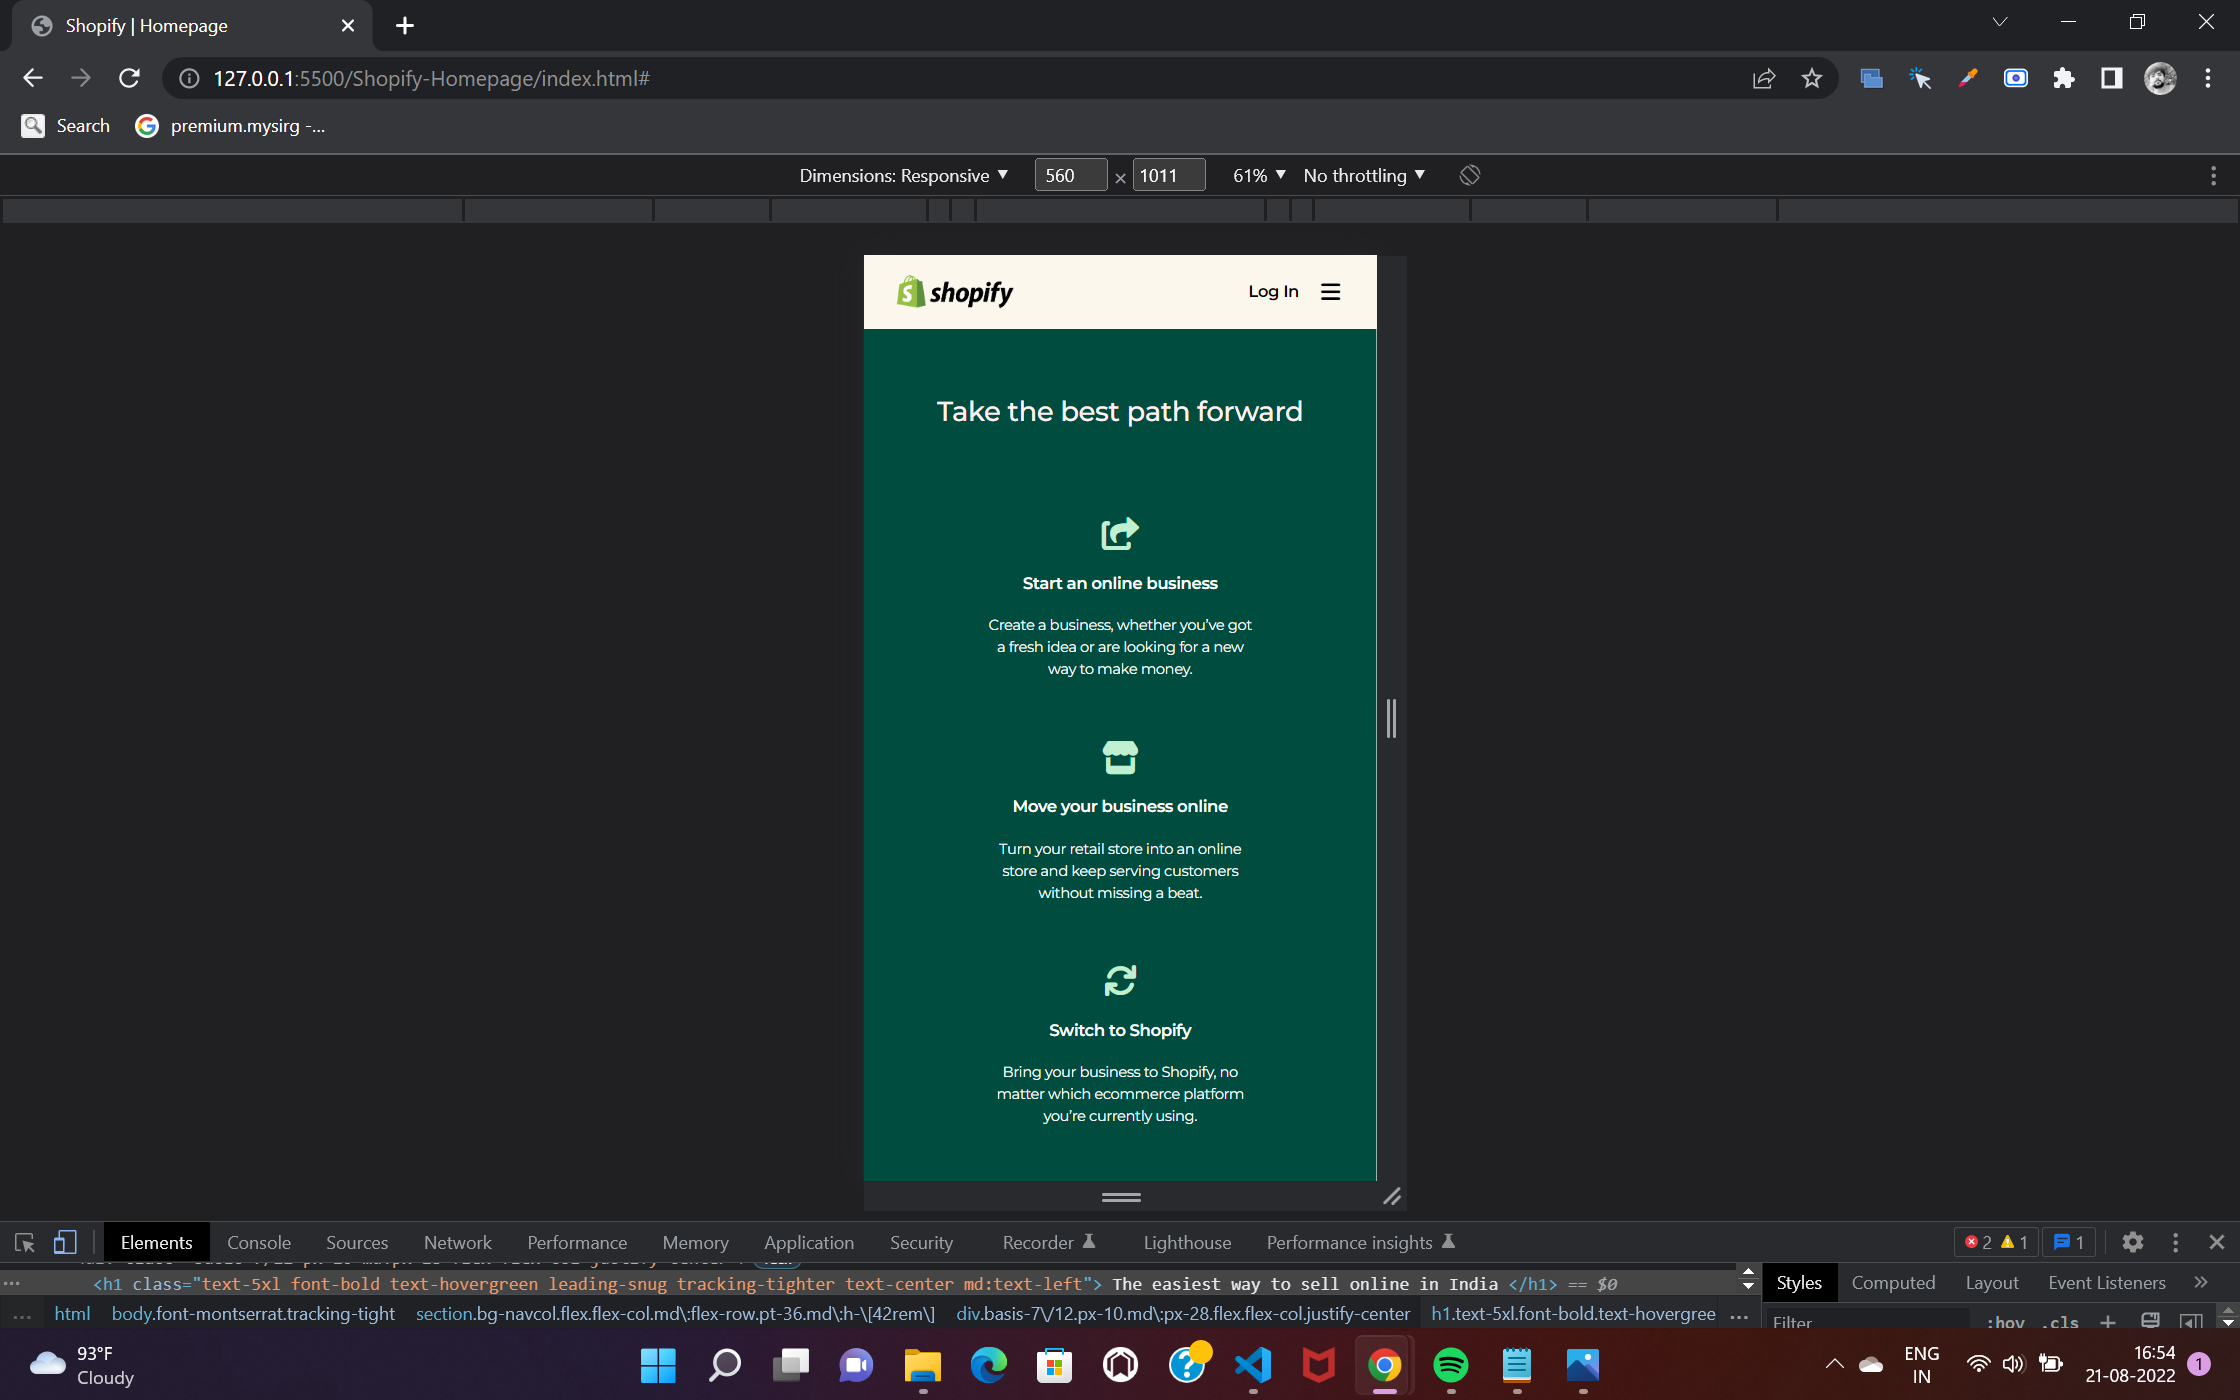 Shopify | Homepage
127.0.0.1:5500/Shopify-Homepage/index.html#
Search
premium.mysirg -...
Dimensions: Responsive
560 × 1011
61%
No throttling
shopify
Log In
Take the best path forward
Start an online business
Create a business, whether you've got
a fresh idea or are looking for a new
way to make money.
Move your business online
Turn your retail store into an online
store and keep serving customers
without missing a beat.
Switch to Shopify
Bring your business to Shopify, no
matter which ecommerce platform
you're currently using.
Elements Console Sources Network Performance Memory Application Security Recorder Lighthouse Performance insights 2 1 1
<h1 class="text-5xl font-bold text-hovergreen leading-snug tracking-tighter text-center md:text-left"> The easiest way to sell online in India </h1> == $0
Styles Computed Layout Event Listeners
... html body.font-montserrat.tracking-tight section.bg-navcol.flex.flex-col.md\:flex-row.pt-36.md\:h-\[42rem\] div.basis-7\/12.px-10.md\:px-28.flex.flex-col.justify-center h1.text-5xl.font-bold.text-hovergree ...
Filter :hov .cls
93°F
Cloudy
ENG
IN
16:54
21-08-2022
1